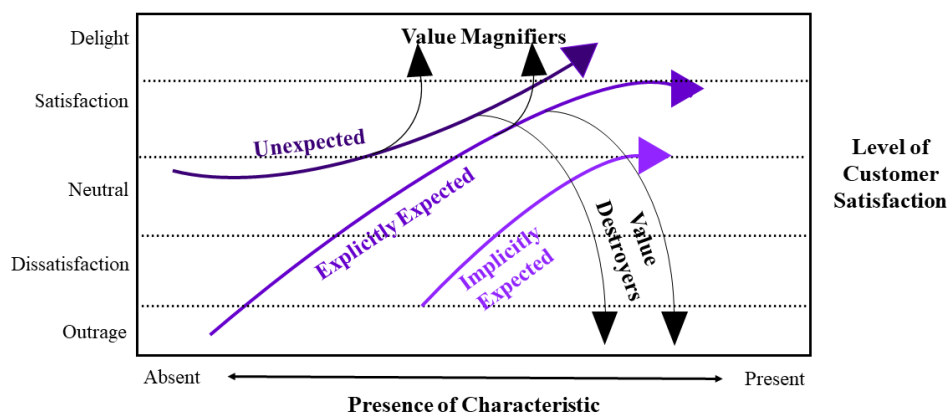 Delight
Value Magnifiers
Satisfaction
Unexpected
Neutral
Explicitly Expected
Dissatisfaction
Implicitly
Expected
Value
Destroyers
Outrage
Level of
Customer
Satisfaction
Absent
Present
Presence of Characteristic